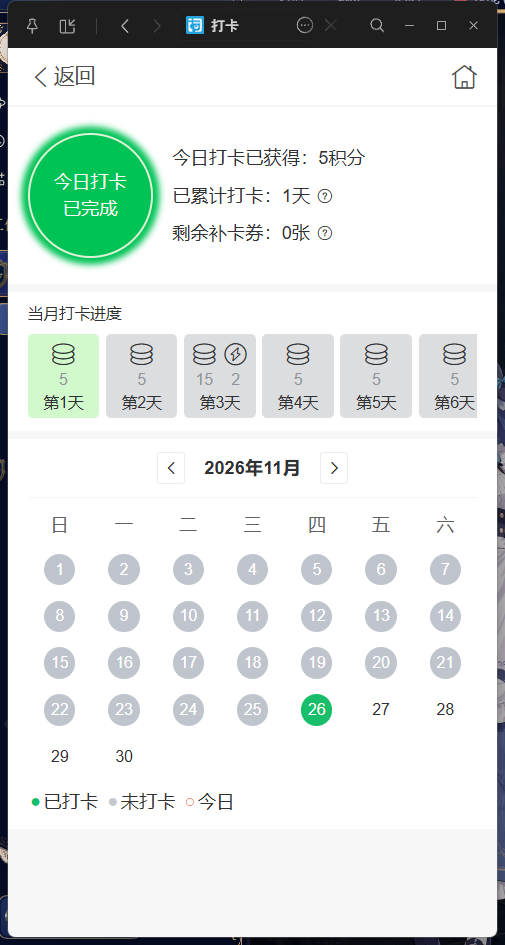 打卡
返回
今日打卡
已完成
今日打卡已获得：5积分
已累计打卡：1天 ?
剩余补卡券：0张 ?
当月打卡进度
5 5 15 2 5 5 5
第1天 第2天 第3天 第4天 第5天 第6天
2026年11月
日 一 二 三 四 五 六
1 2 3 4 5 6 7
8 9 10 11 12 13 14
15 16 17 18 19 20 21
22 23 24 25 26 27 28
29 30
已打卡 未打卡 今日